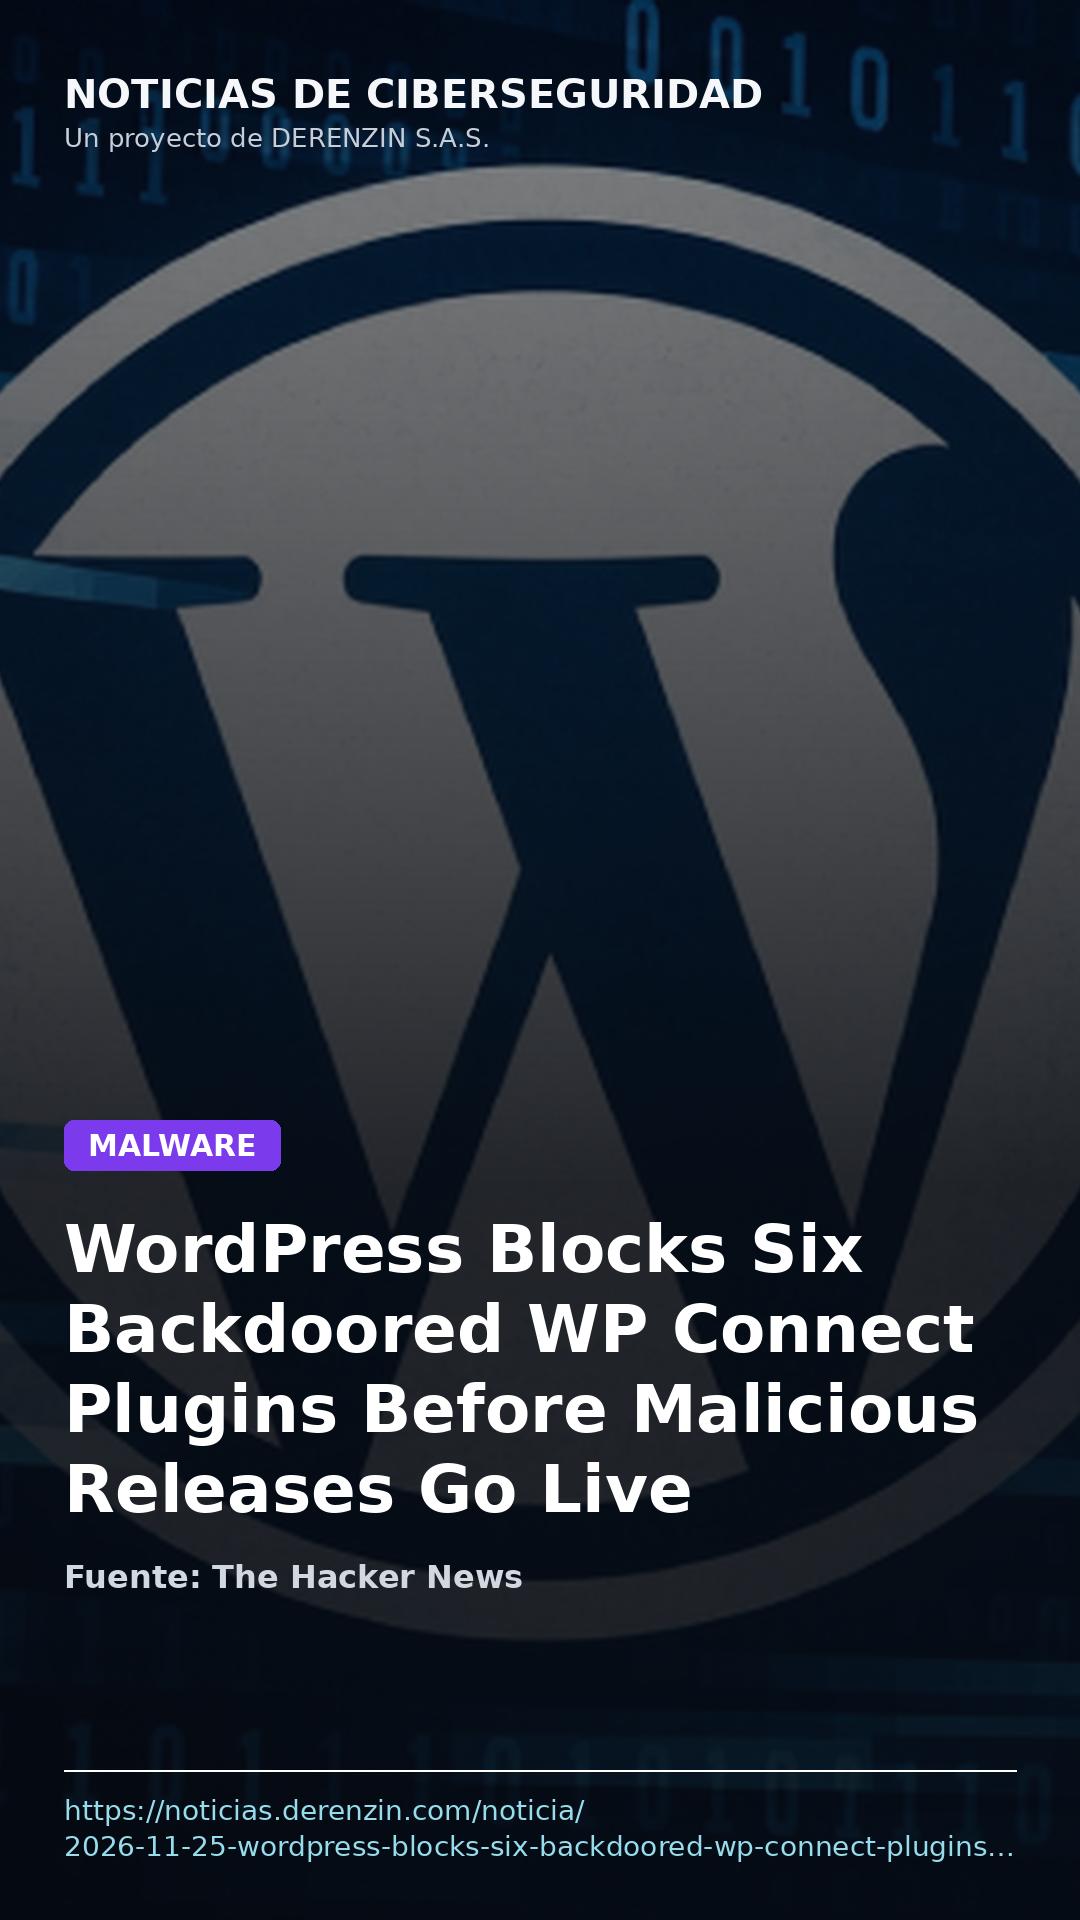 NOTICIAS DE CIBERSEGURIDAD
Un proyecto de DERENZIN S.A.S.
MALWARE
WordPress Blocks Six
Backdoored WP Connect
Plugins Before Malicious
Releases Go Live
Fuente: The Hacker News
https://noticias.derenzin.com/noticia/
2026-11-25-wordpress-blocks-six-backdoored-wp-connect-plugins…